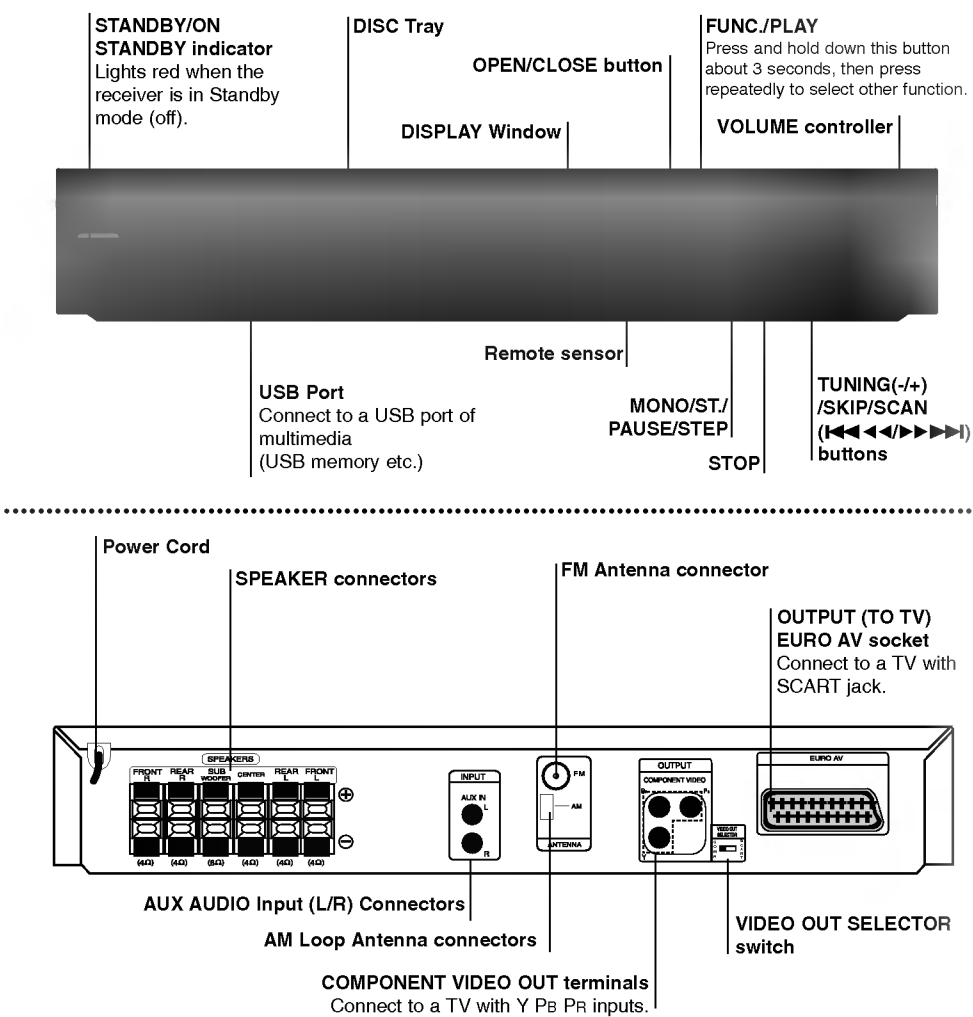 STANDBY/ON
STANDBY indicator
Lights red when the
receiver is in Standby
mode (off).
DISC Tray
OPEN/CLOSE button
DISPLAY Window
FUNC./PLAY
Press and hold down this button
about 3 seconds, then press
repeatedly to select other function.
VOLUME controller
USB Port
Connect to a USB port of
multimedia
(USB memory etc.)
Remote sensor
MONO/ST./
PAUSE/STEP
STOP
TUNING(-/+)
/SKIP/SCAN
(⏮◀◀/▶▶⏭)
buttons
Power Cord
SPEAKER connectors
FM Antenna connector
OUTPUT (TO TV)
EURO AV socket
Connect to a TV with
SCART jack.
SPEAKERS
FRONT R
REAR R
SUB WOOFER
CENTER
REAR L
FRONT L
+
−
(4Ω) (4Ω) (8Ω) (4Ω) (4Ω) (4Ω)
INPUT
AUX IN
L
R
FM
AM
ANTENNA
OUTPUT
COMPONENT VIDEO
Y
VIDEO OUT
SELECTOR
EURO AV
AUX AUDIO Input (L/R) Connectors
AM Loop Antenna connectors
COMPONENT VIDEO OUT terminals
Connect to a TV with Y PB PR inputs.
VIDEO OUT SELECTOR
switch